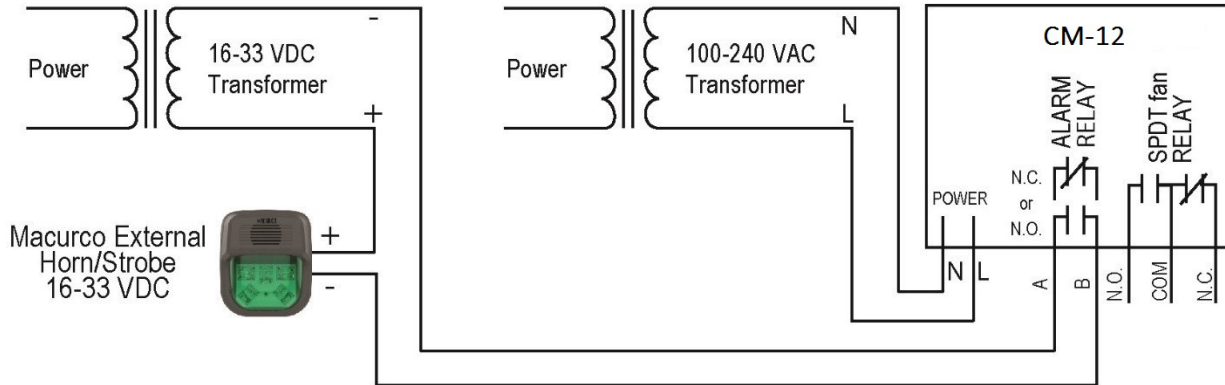 -
N
CM-12
Power
16-33 VDC
Transformer
Power
100-240 VAC
Transformer
ALARM
RELAY
SPDT fan
RELAY
+
L
N.C.
or
N.O.
POWER
Macurco External
Horn/Strobe
16-33 VDC
+
-
N L
A
B
N.O.
COM
N.C.